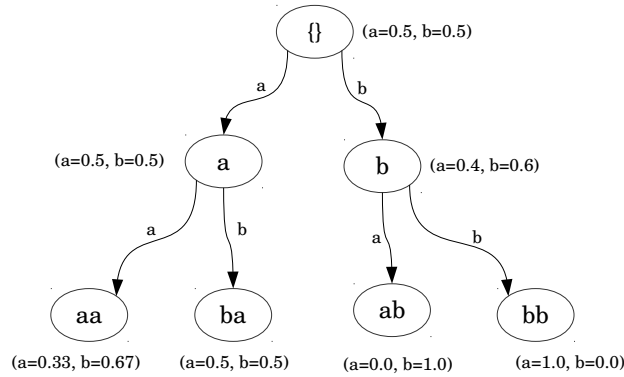 {}
(a=0.5, b=0.5)
a
b
(a=0.5, b=0.5)
a
b
(a=0.4, b=0.6)
a
b
a
b
aa
ba
ab
bb
(a=0.33, b=0.67)
(a=0.5, b=0.5)
(a=0.0, b=1.0)
(a=1.0, b=0.0)